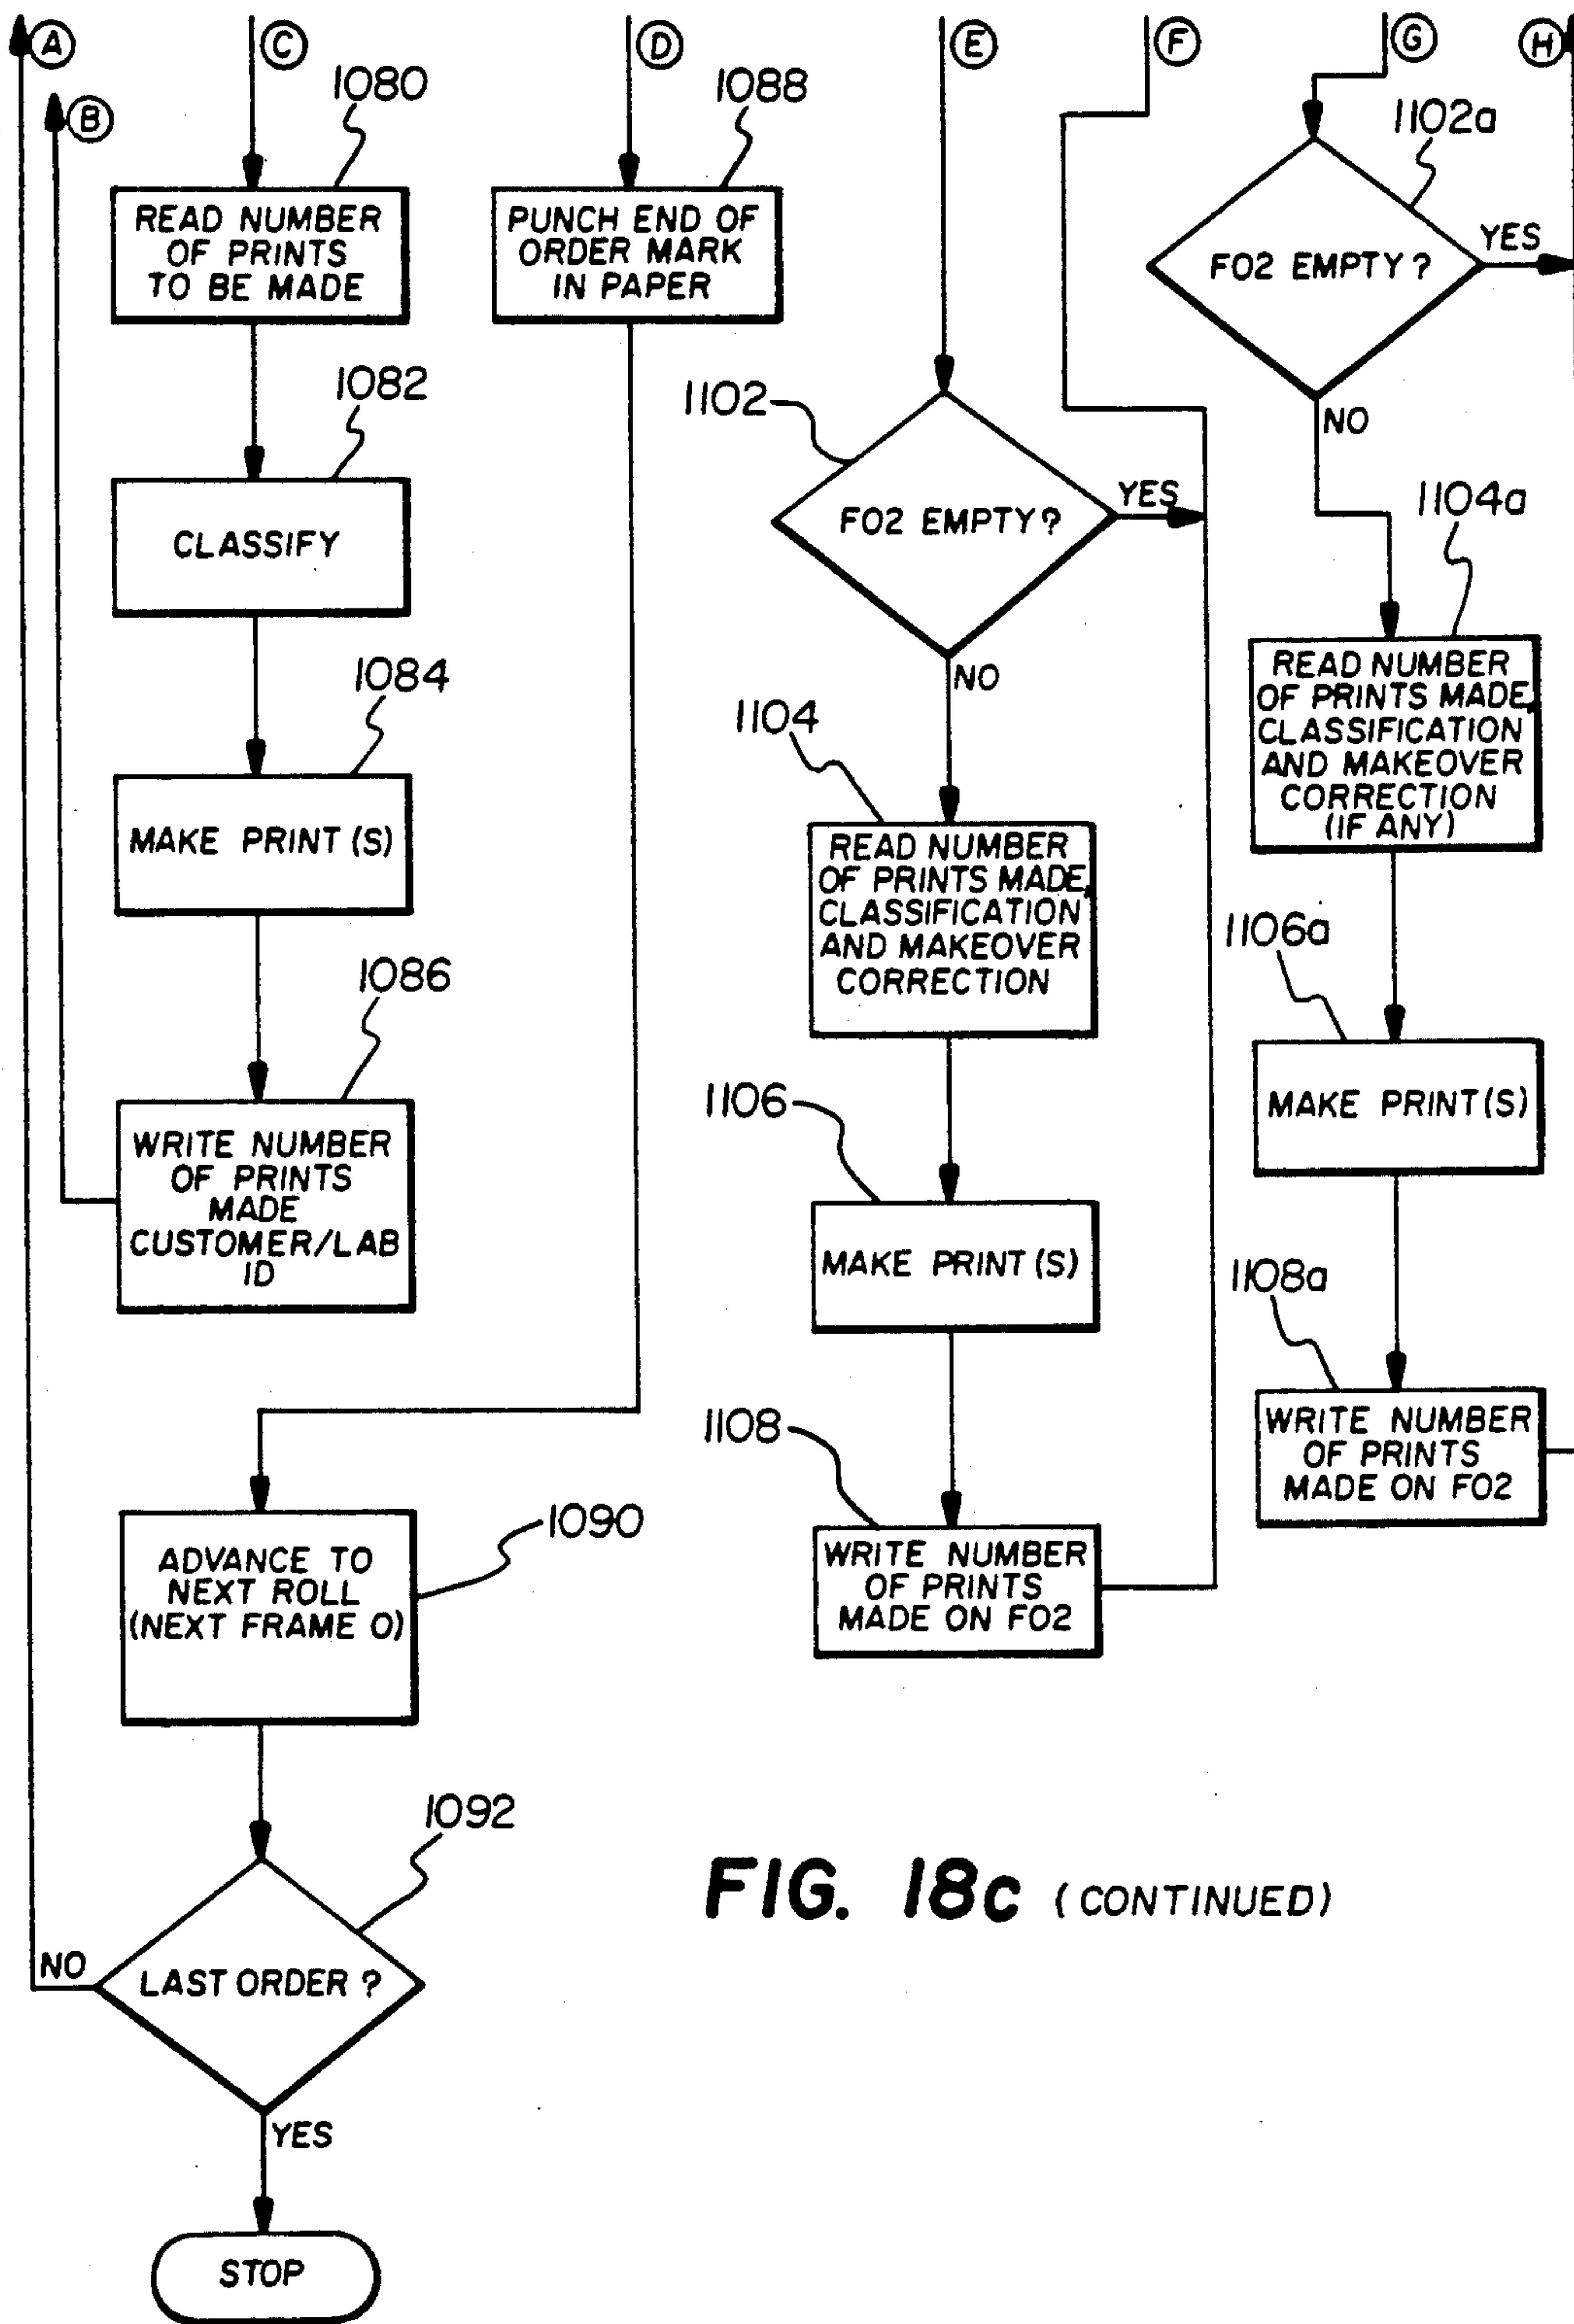 A
C
D
E
F
G
H
B
1080
1088
1102a
READ NUMBER
OF PRINTS
TO BE MADE
PUNCH END OF
ORDER MARK
IN PAPER
F02 EMPTY?
YES
NO
1082
CLASSIFY
1102
F02 EMPTY?
YES
NO
1104a
READ NUMBER
OF PRINTS MADE,
CLASSIFICATION
AND MAKEOVER
CORRECTION
(IF ANY)
1084
MAKE PRINT(S)
1104
READ NUMBER
OF PRINTS MADE,
CLASSIFICATION
AND MAKEOVER
CORRECTION
1086
WRITE NUMBER
OF PRINTS
MADE
CUSTOMER/LAB
ID
1106
MAKE PRINT(S)
1106a
MAKE PRINT(S)
1108a
WRITE NUMBER
OF PRINTS
MADE ON F02
1108
WRITE NUMBER
OF PRINTS
MADE ON F02
1090
ADVANCE TO
NEXT ROLL
(NEXT FRAME 0)
1092
LAST ORDER?
NO
YES
STOP
FIG. 18c (CONTINUED)